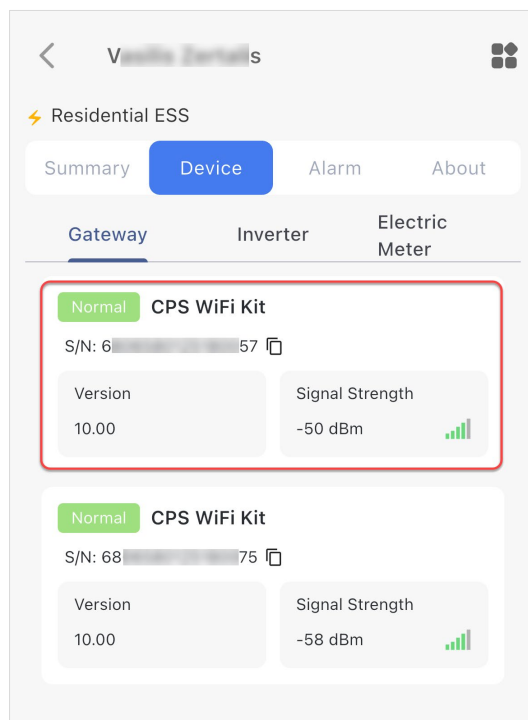 Residential ESS
Summary Device Alarm About
Gateway Inverter Electric Meter
Normal CPS WiFi Kit
S/N: 6 57
Version Signal Strength
10.00 -50 dBm
Normal CPS WiFi Kit
S/N: 68 75
Version Signal Strength
10.00 -58 dBm